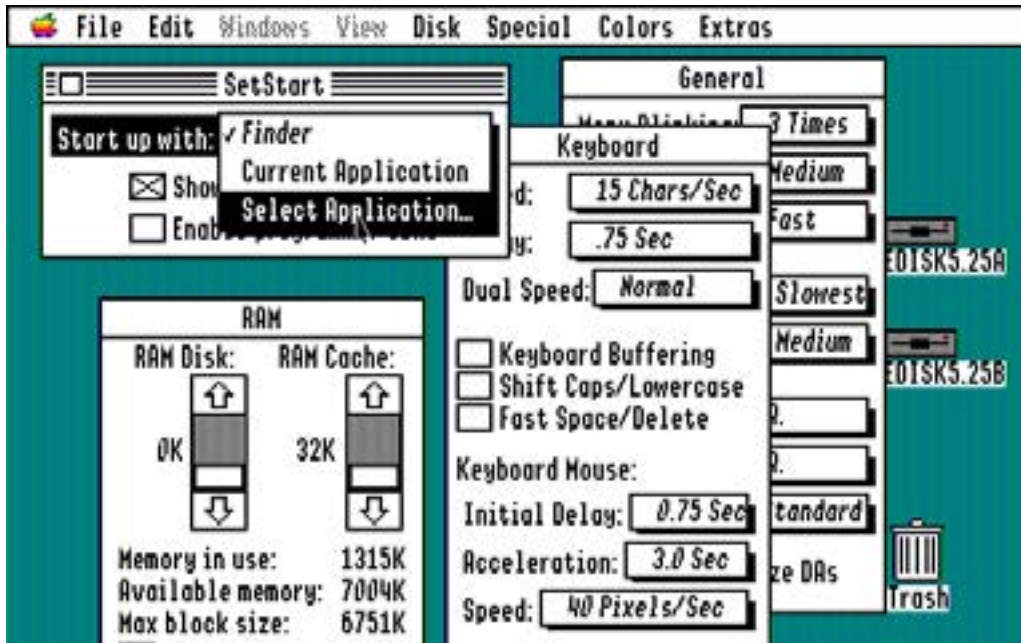 File Edit Windows View Disk Special Colors Extras
SetStart
Start up with:
✓ Finder
Current Application
Select Application…
General
3 Times
Medium
Fast
Slowest
Medium
Keyboard
15 Chars/Sec
.75 Sec
Dual Speed: Normal
Keyboard Buffering
Shift Caps/Lowercase
Fast Space/Delete
Keyboard Mouse:
Initial Delay: 0.75 Sec
Acceleration: 3.0 Sec
Speed: 40 Pixels/Sec
DAs
RAM
RAM Disk: RAM Cache:
0K 32K
Memory in use: 1315K
Available memory: 7004K
Max block size: 6751K
EDISK5.25A
EDISK5.25B
Trash